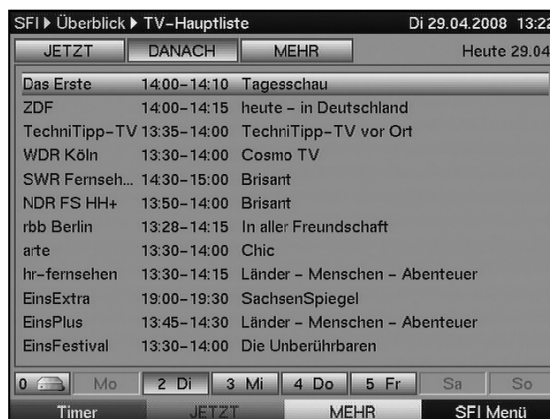 SFI▶ Überblick▶ TV-Hauptliste Di 29.04.2008 13:22
JETZT DANACH MEHR Heute 29.04
Das Erste 14:00-14:10 Tagesschau
ZDF 14:00-14:15 heute - in Deutschland
TechniTipp-TV 13:35-14:00 TechniTipp-TV vor Ort
WDR Köln 13:30-14:00 Cosmo TV
SWR Fernseh... 14:30-15:00 Brisant
NDR FS HH+ 13:50-14:00 Brisant
rbb Berlin 13:28-14:15 In aller Freundschaft
arte 13:30-14:00 Chic
hr-fernsehen 13:30-14:15 Länder - Menschen - Abenteuer
EinsExtra 19:00-19:30 SachsenSpiegel
EinsPlus 13:45-14:30 Länder - Menschen - Abenteuer
EinsFestival 13:30-14:00 Die Unberührbaren
0 Mo 2 Di 3 Mi 4 Do 5 Fr Sa So
Timer JETZT MEHR SFI Menü